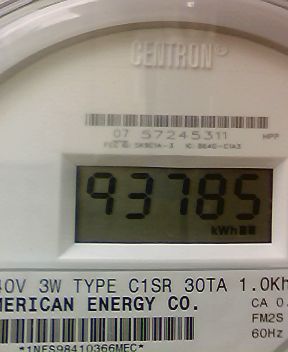 CENTRON®
07 57245311
HPP
93785
kWh
40V 3W TYPE C1SR 30TA 1.0Kh
MERICAN ENERGY CO.
CA 0.
FM2S
60Hz
*1NFS98410366MEC*